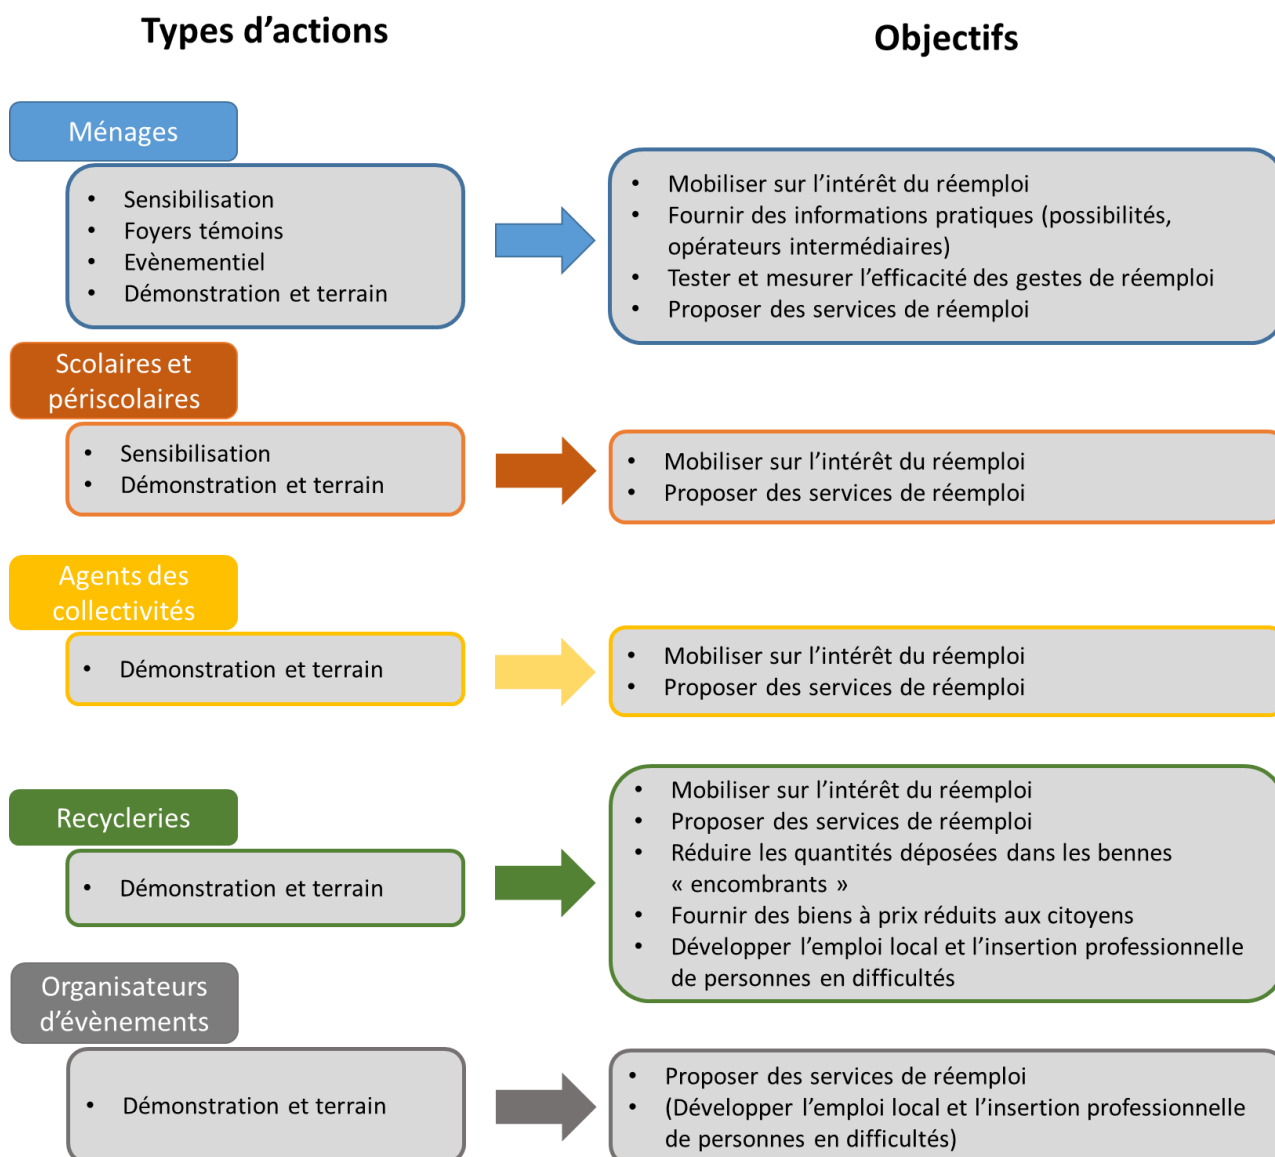 Types d’actions
Objectifs
Ménages
• Sensibilisation
• Foyers témoins
• Evènementiel
• Démonstration et terrain
• Mobiliser sur l’intérêt du réemploi
• Fournir des informations pratiques (possibilités,
opérateurs intermédiaires)
• Tester et mesurer l’efficacité des gestes de réemploi
• Proposer des services de réemploi
Scolaires et
périscolaires
• Sensibilisation
• Démonstration et terrain
• Mobiliser sur l’intérêt du réemploi
• Proposer des services de réemploi
Agents des
collectivités
• Démonstration et terrain
• Mobiliser sur l’intérêt du réemploi
• Proposer des services de réemploi
Recycleries
• Démonstration et terrain
• Mobiliser sur l’intérêt du réemploi
• Proposer des services de réemploi
• Réduire les quantités déposées dans les bennes
« encombrants »
• Fournir des biens à prix réduits aux citoyens
• Développer l’emploi local et l’insertion professionnelle
de personnes en difficultés
Organisateurs
d’évènements
• Démonstration et terrain
• Proposer des services de réemploi
• (Développer l’emploi local et l’insertion professionnelle
de personnes en difficultés)